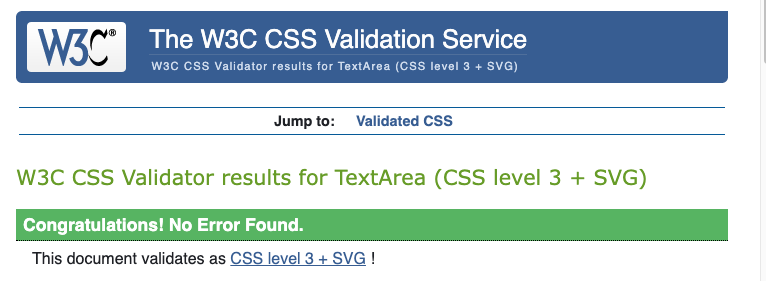 W3C®
The W3C CSS Validation Service
W3C CSS Validator results for TextArea (CSS level 3 + SVG)
Jump to: Validated CSS
W3C CSS Validator results for TextArea (CSS level 3 + SVG)
Congratulations! No Error Found.
This document validates as CSS level 3 + SVG !